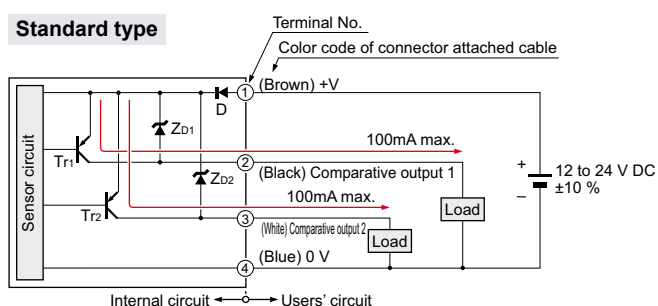 Standard type
Terminal No.
Color code of connector attached cable
1
(Brown) +V
D
ZD1
100mA max.
Tr1
2
(Black) Comparative output 1
Sensor circuit
ZD2
100mA max.
+
12 to 24 V DC
±10 %
–
Load
Tr2
3
(White) Comparative output 2
Load
4
(Blue) 0 V
Internal circuit
Users' circuit